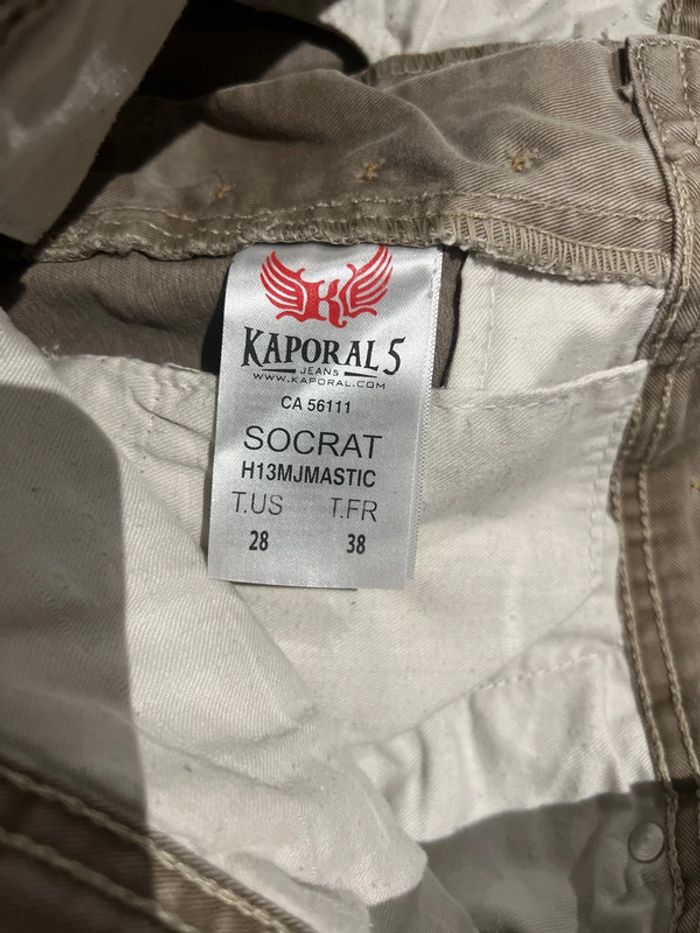 K
KAPORAL 5
JEANS
WWW.KAPORAL.COM
CA 56111
SOCRAT
H13MJMASTIC
T.US T.FR
28 38